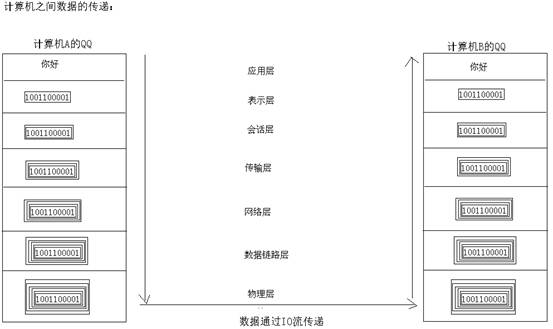 计算机之间数据的传递:
计算机A的QQ
计算机B的QQ
你好
应用层
你好
1001100001
表示层
1001100001
1001100001
会话层
1001100001
1001100001
传输层
1001100001
1001100001
网络层
1001100001
1001100001
数据链路层
1001100001
1001100001
物理层
1001100001
数据通过IO流传递